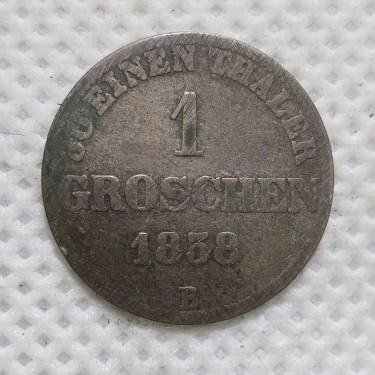 30 EINEN THALER
1
GROSCHEN
1858
B